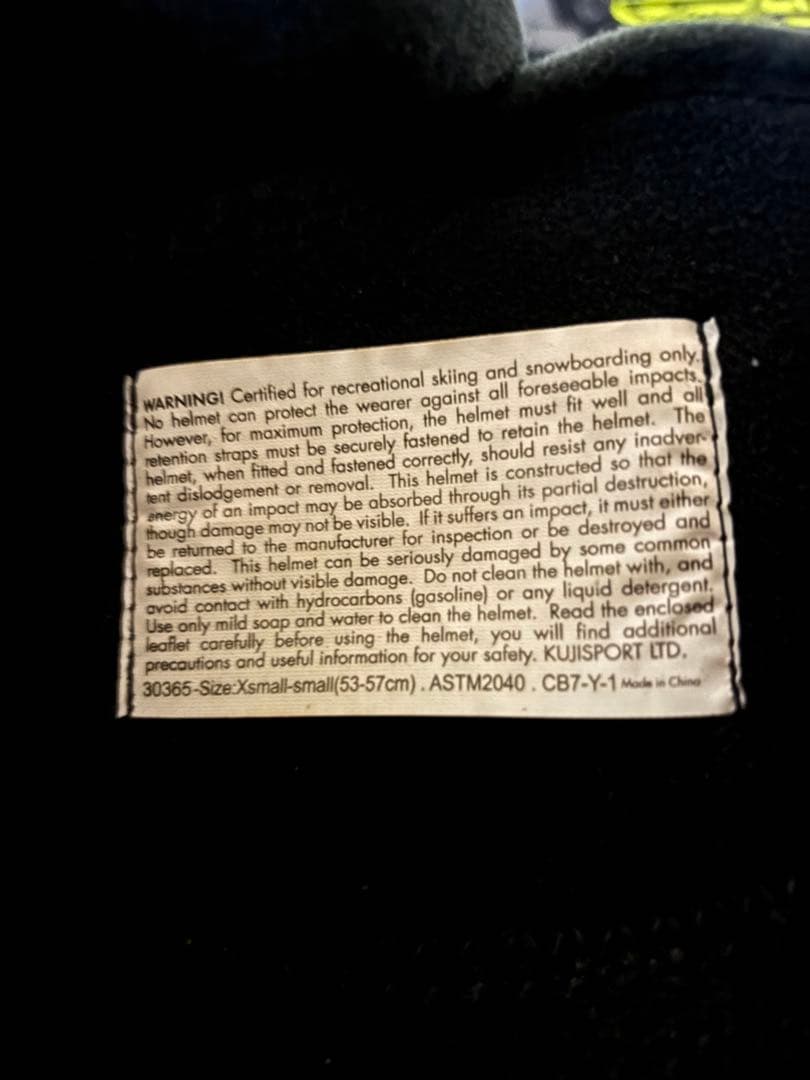 WARNING! Certified for recreational skiing and snowboarding only.
No helmet can protect the wearer against all foreseeable impacts.
However, for maximum protection, the helmet must fit well and all
retention straps must be securely fastened to retain the helmet. The
helmet, when fitted and fastened correctly, should resist any inadver-
tent dislodgement or removal. This helmet is constructed so that the
energy of an impact may be absorbed through its partial destruction,
though damage may not be visible. If it suffers an impact, it must either
be returned to the manufacturer for inspection or be destroyed and
replaced. This helmet can be seriously damaged by some common
substances without visible damage. Do not clean the helmet with, and
avoid contact with hydrocarbons (gasoline) or any liquid detergent.
Use only mild soap and water to clean the helmet. Read the enclosed
leaflet carefully before using the helmet, you will find additional
precautions and useful information for your safety. KUJISPORT LTD.
30365-Size:Xsmall-small(53-57cm) . ASTM2040 . CB7-Y-1 Made in China